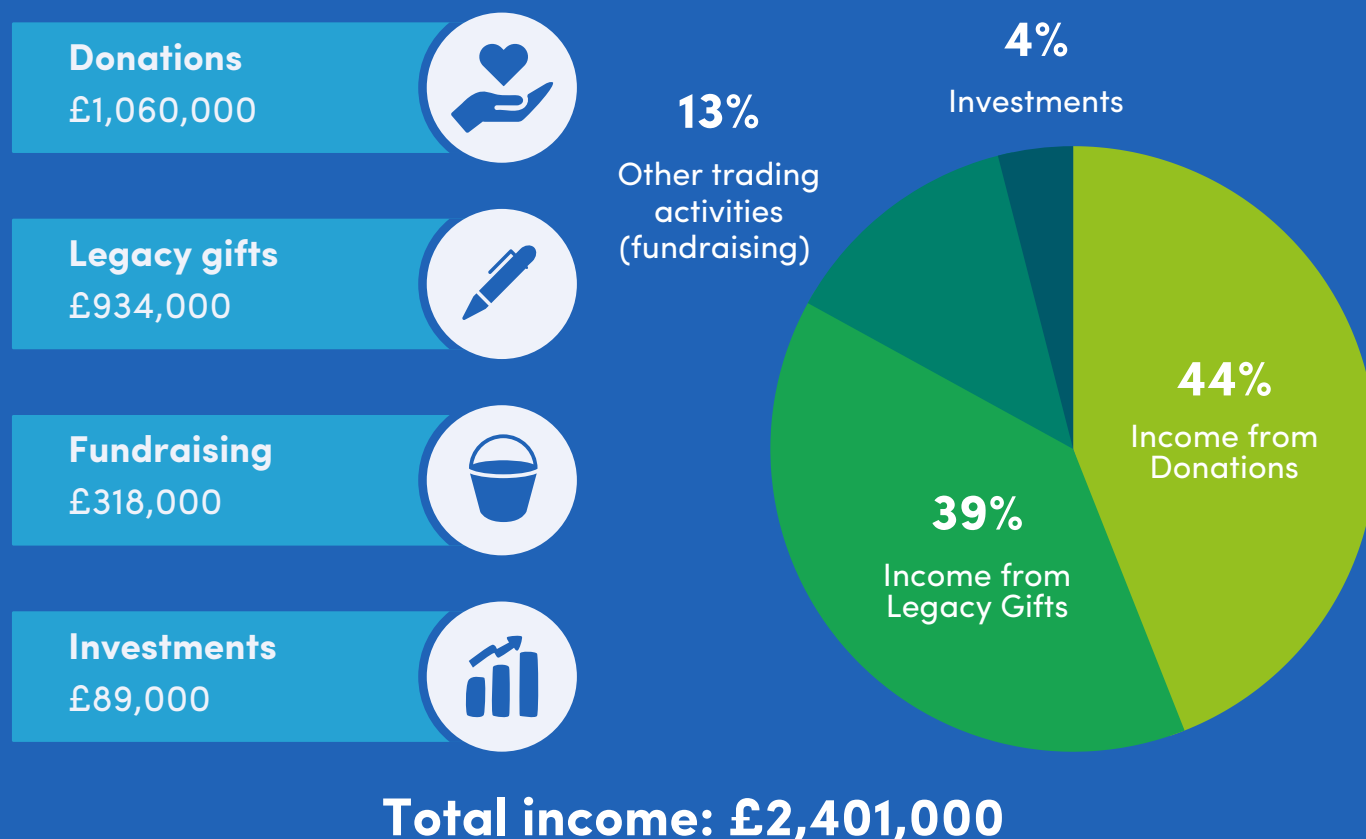 Donations
£1,060,000
Legacy gifts
£934,000
Fundraising
£318,000
Investments
£89,000
4%
Investments
13%
Other trading
activities
(fundraising)
44%
Income from
Donations
39%
Income from
Legacy Gifts
Total income: £2,401,000